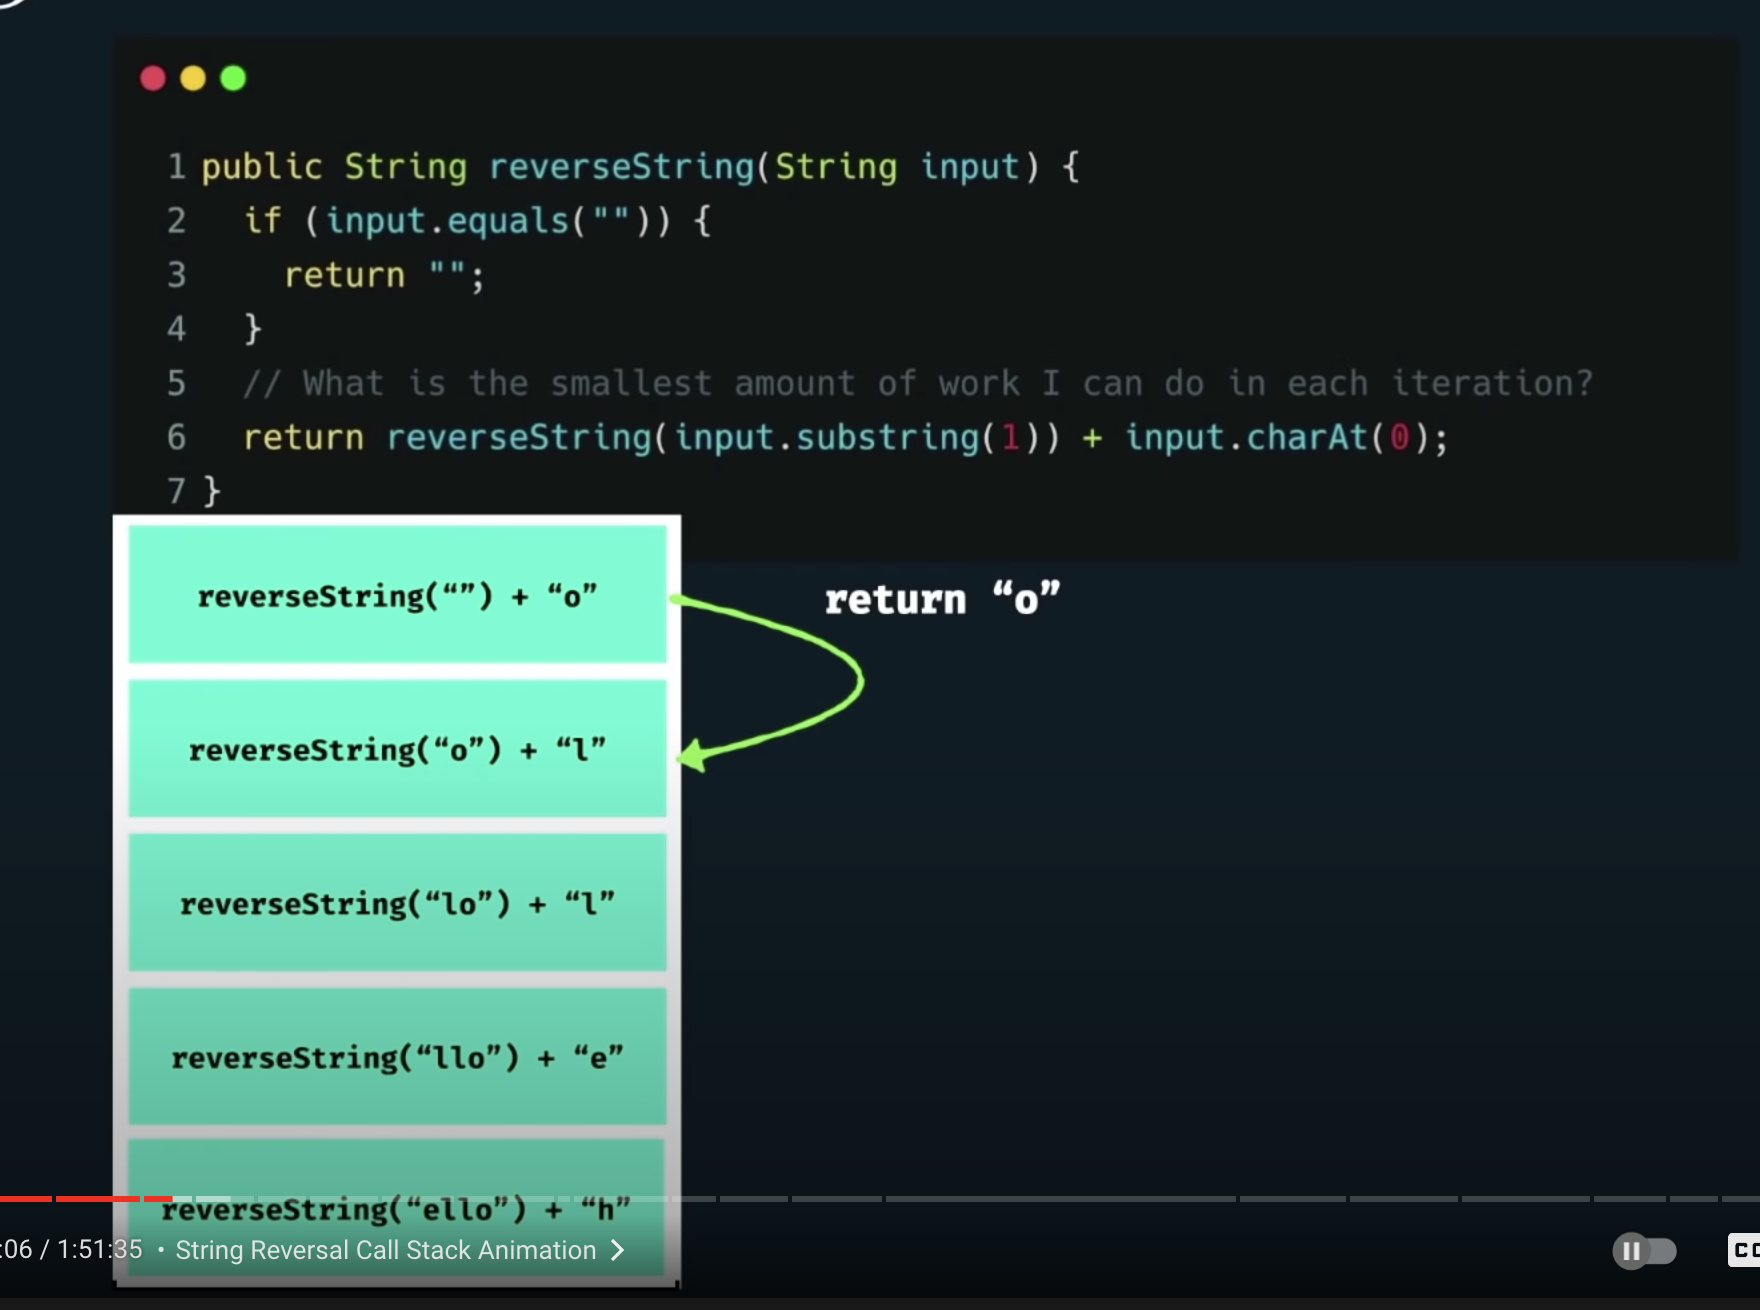 1 public String reverseString(String input) {
2 if (input.equals("")) {
3 return "";
4 }
5 // What is the smallest amount of work I can do in each iteration?
6 return reverseString(input.substring(1)) + input.charAt(0);
7 }
reverseString(“”) + “o”
return “o”
reverseString(“o”) + “l”
reverseString(“lo”) + “l”
reverseString(“llo”) + “e”
reverseString(“ello”) + “h”
:06 / 1:51:35 • String Reversal Call Stack Animation >
CC